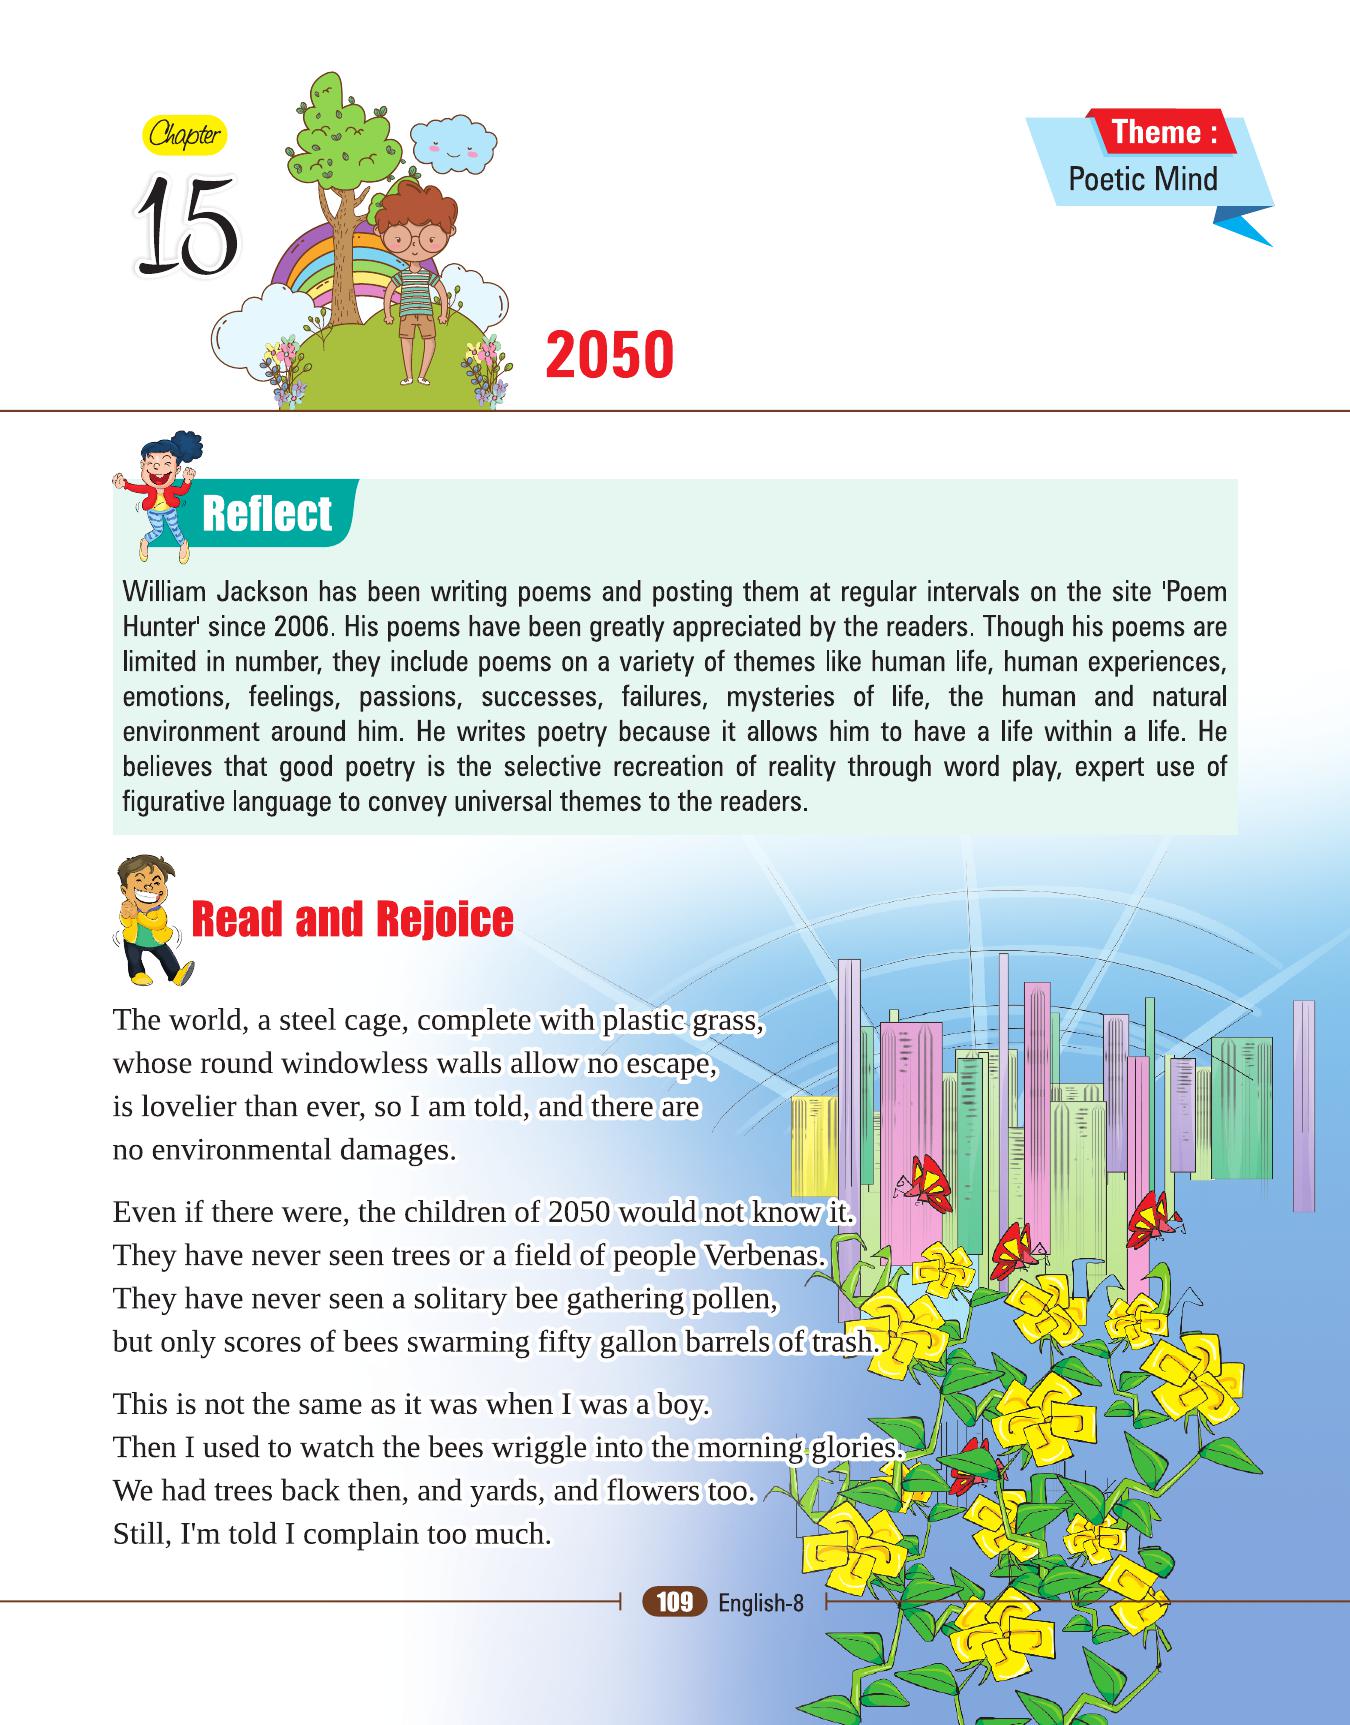 Chapter
15
Theme :
Poetic Mind
2050
Reflect
William Jackson has been writing poems and posting them at regular intervals on the site 'Poem
Hunter' since 2006. His poems have been greatly appreciated by the readers. Though his poems are
limited in number, they include poems on a variety of themes like human life, human experiences,
emotions, feelings, passions, successes, failures, mysteries of life, the human and natural
environment around him. He writes poetry because it allows him to have a life within a life. He
believes that good poetry is the selective recreation of reality through word play, expert use of
figurative language to convey universal themes to the readers.
Read and Rejoice
The world, a steel cage, complete with plastic grass,
whose round windowless walls allow no escape,
is lovelier than ever, so I am told, and there are
no environmental damages.
Even if there were, the children of 2050 would not know it.
They have never seen trees or a field of people Verbenas.
They have never seen a solitary bee gathering pollen,
but only scores of bees swarming fifty gallon barrels of trash.
This is not the same as it was when I was a boy.
Then I used to watch the bees wriggle into the morning glories.
We had trees back then, and yards, and flowers too.
Still, I'm told I complain too much.
109 English-8